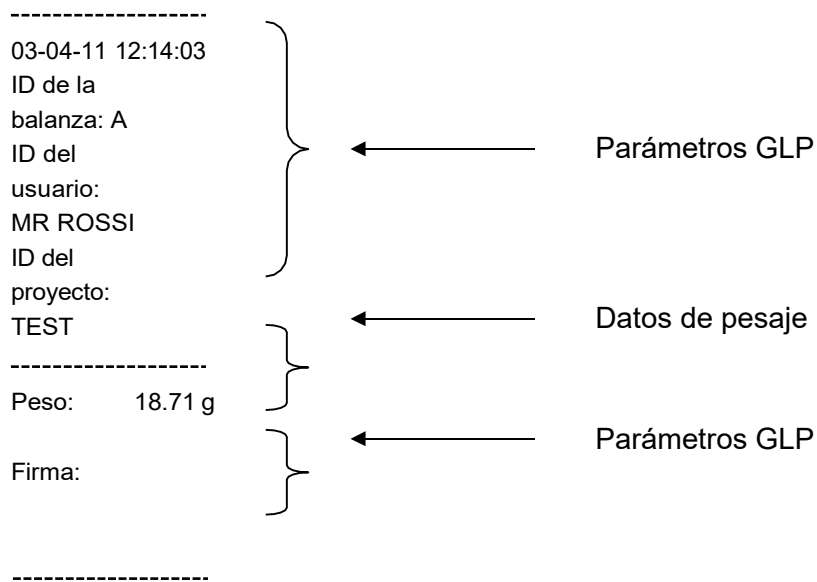 --------------------
03-04-11 12:14:03
ID de la
balanza: A
ID del
usuario:
MR ROSSI
ID del
proyecto:
TEST
--------------------
Peso: 18.71 g
Firma:
--------------------
Parámetros GLP
Datos de pesaje
Parámetros GLP